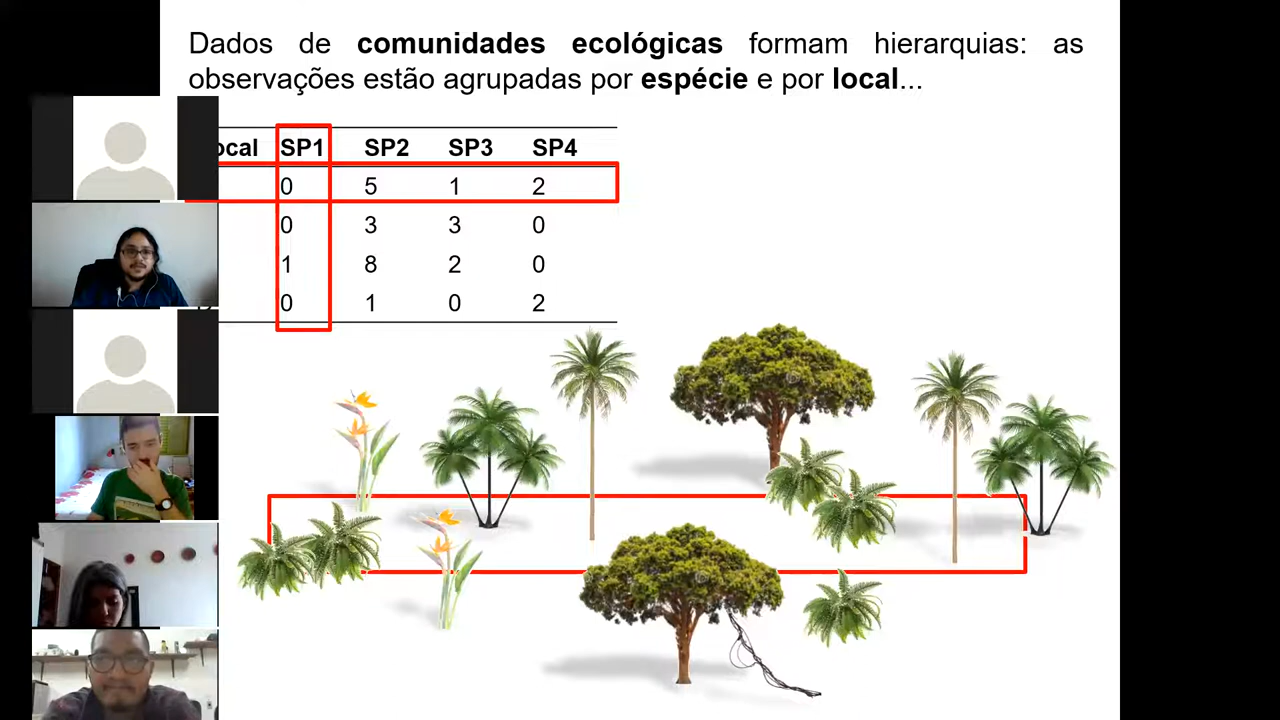 Dados de comunidades ecológicas formam hierarquias: as
observações estão agrupadas por espécie e por local...
SP1 SP2 SP3 SP4
0 5 1 2
0 3 3 0
1 8 2 0
0 1 0 2